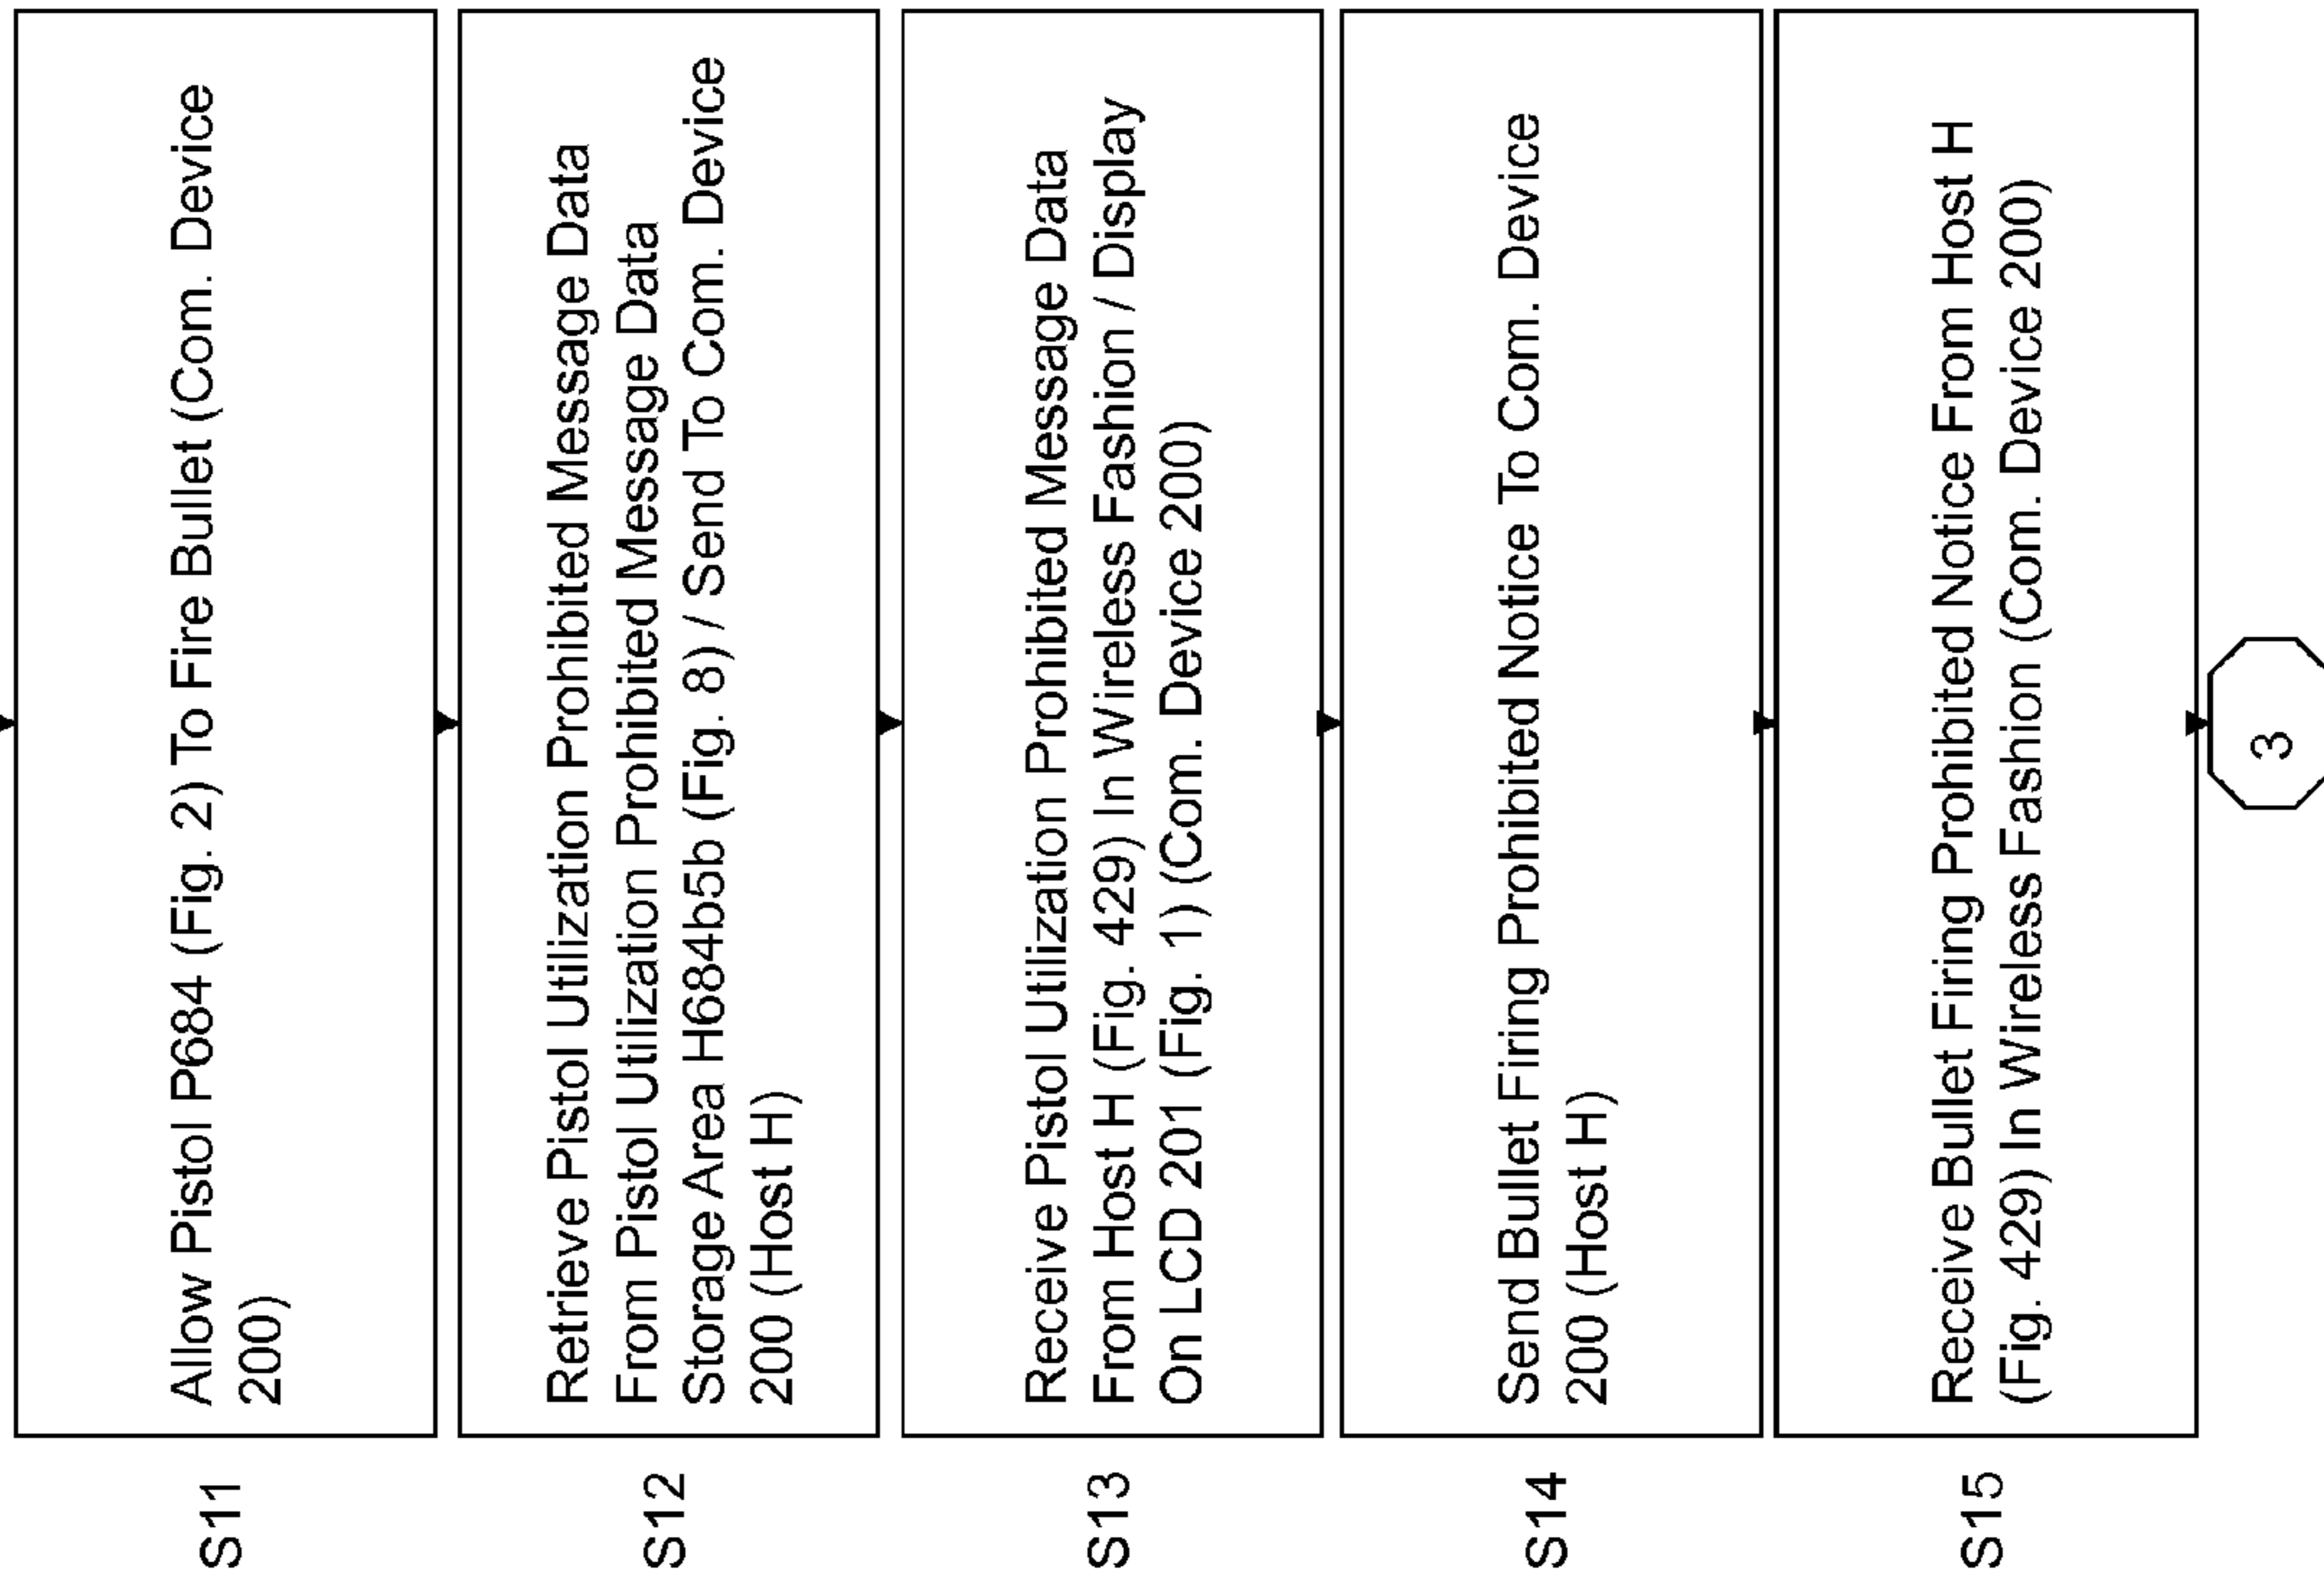 S11
Allow Pistol P684 (Fig. 2) To Fire Bullet (Com. Device
200)
S12
Retrieve Pistol Utilization Prohibited Message Data
From Pistol Utilization Prohibited Message Data
Storage Area H684b5b (Fig. 8) / Send To Com. Device
200 (Host H)
S13
Receive Pistol Utilization Prohibited Message Data
From Host H (Fig. 429) In Wireless Fashion / Display
On LCD 201 (Fig. 1) (Com. Device 200)
S14
Send Bullet Firing Prohibited Notice To Com. Device
200 (Host H)
S15
Receive Bullet Firing Prohibited Notice From Host H
(Fig. 429) In Wireless Fashion (Com. Device 200)
3